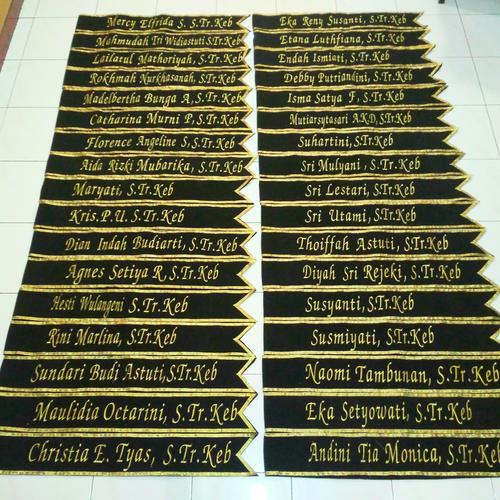 Mercy Elfrida S. S.Tr.Keb
Mahmudah Tri Widiastuti S.Tr.Keb
Lailatul Mathoriyah, S.Tr.Keb
Rokhmah Nurkhasanah, S.Tr.Keb
Madelbertha Bunga A, S.Tr.Keb
Catharina Murni P, S.Tr.Keb
Florence Angeline S, S.Tr.Keb
Aida Rizki Mubarika, S.Tr.Keb
Maryati, S.Tr.Keb
Kris.P.U. S.Tr.Keb
Dian Indah Budiarti, S.Tr.Keb
Agnes Setiya R, S.Tr.Keb
Hesti Wulangeni S.Tr.Keb
Rini Marlina, S.Tr.Keb
Sundari Budi Astuti,S.Tr.Keb
Maulidia Octarini, S.Tr.Keb
Christia E. Tyas, S.Tr.Keb
Eka Reny Susanti, S.Tr.Keb
Etana Luthfiana, S.Tr.Keb
Endah Ismiati, S.Tr.Keb
Debby Putriandini, S.Tr.Keb
Isma Satya F, S.Tr.Keb
Mutiarsytasari A.K.D, S.Tr.Keb
Suhartini, S.Tr.Keb
Sri Mulyani, S.Tr.Keb
Sri Lestari, S.Tr.Keb
Sri Utami, S.Tr.Keb
Thoiffah Astuti, S.Tr.Keb
Diyah Sri Rejeki, S.Tr.Keb
Susyanti, S.Tr.Keb
Susmiyati, S.Tr.Keb
Naomi Tambunan, S.Tr.Keb
Eka Setyowati, S.Tr.Keb
Andini Tia Monica, S.Tr.Keb